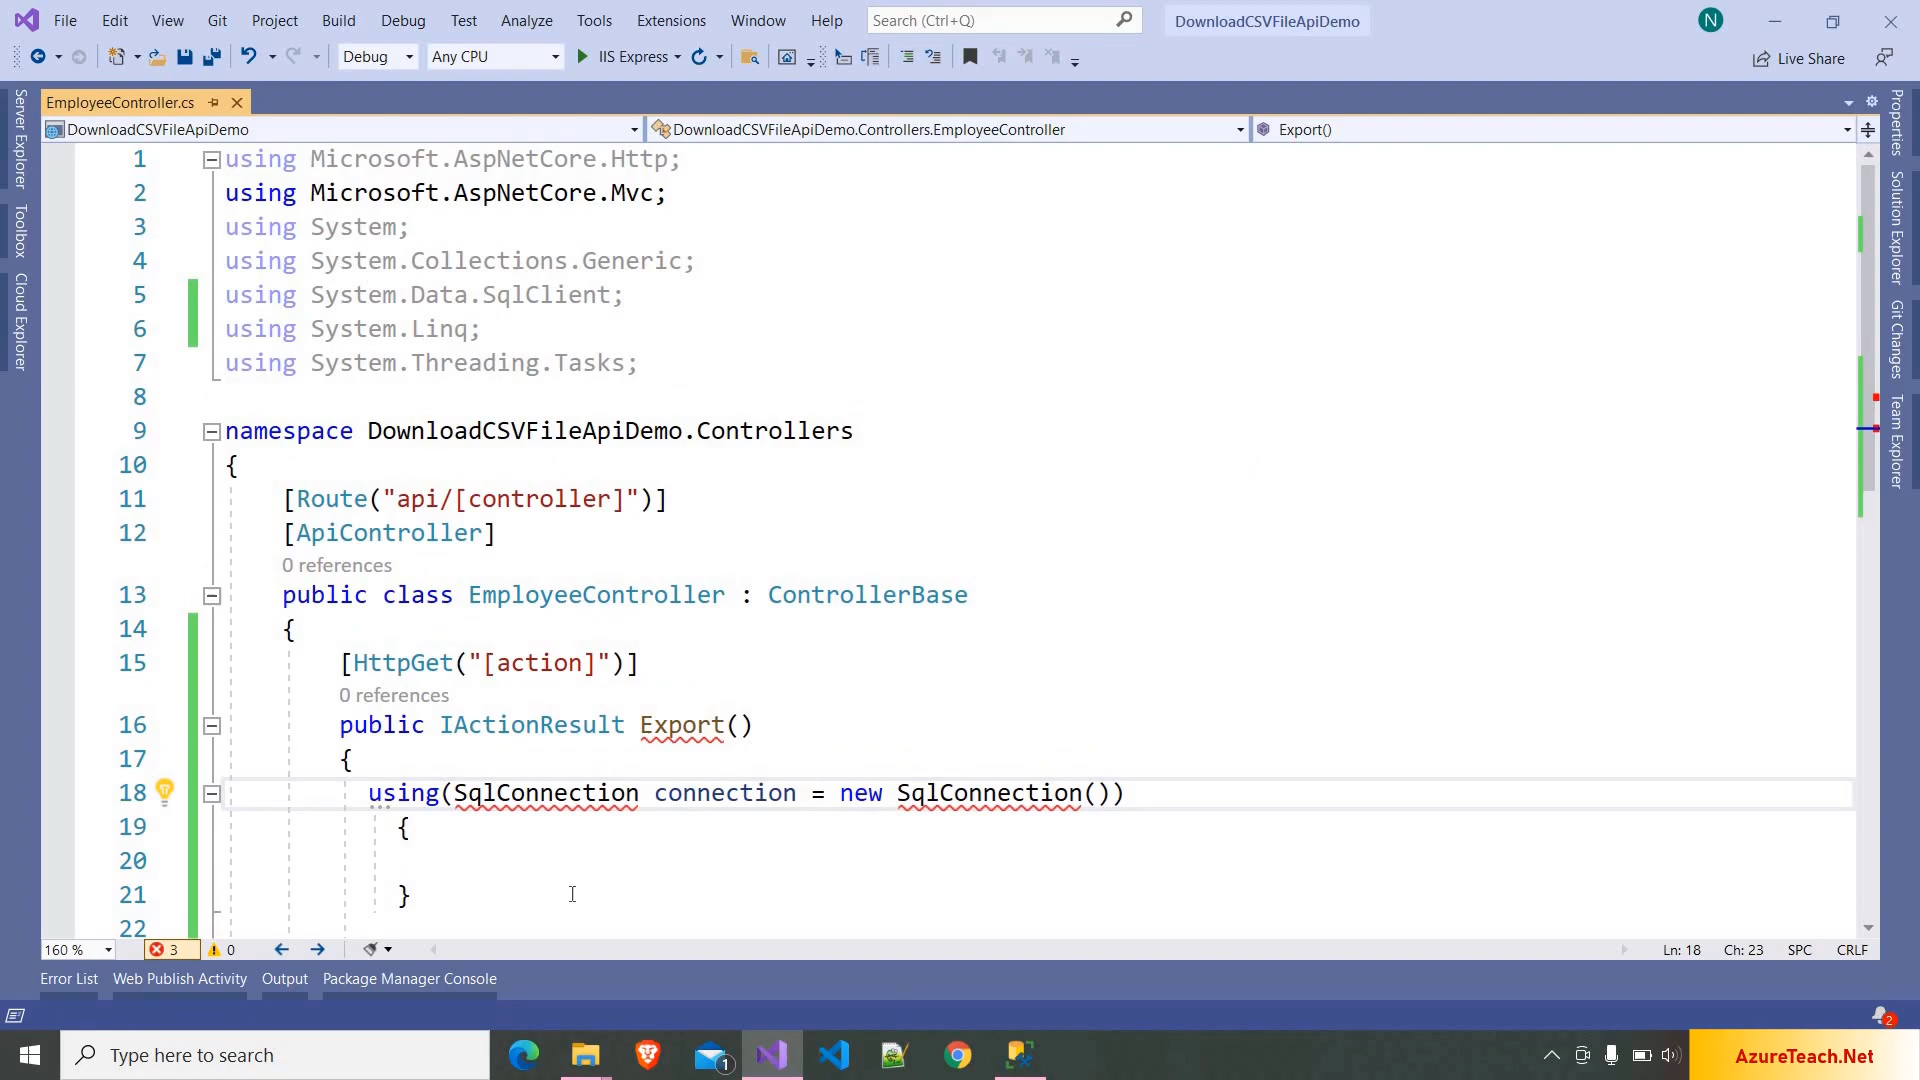 File Edit View Git Project Build Debug Test Analyze Tools Extensions Window Help Search (Ctrl+Q) DownloadCSVFileApiDemo N
Debug Any CPU IIS Express Live Share
EmployeeController.cs
DownloadCSVFileApiDemo DownloadCSVFileApiDemo.Controllers.EmployeeController Export()
Server Explorer
Toolbox
Cloud Explorer
1 using Microsoft.AspNetCore.Http;
2 using Microsoft.AspNetCore.Mvc;
3 using System;
4 using System.Collections.Generic;
5 using System.Data.SqlClient;
6 using System.Linq;
7 using System.Threading.Tasks;
8
9 namespace DownloadCSVFileApiDemo.Controllers
10 {
11 [Route("api/[controller]")]
12 [ApiController]
0 references
13 public class EmployeeController : ControllerBase
14 {
15 [HttpGet("[action]")]
0 references
16 public IActionResult Export()
17 {
18 using(SqlConnection connection = new SqlConnection())
19 {
20
21 }
22
Properties
Solution Explorer
Git Changes
Team Explorer
160 % 3 0 Ln: 18 Ch: 23 SPC CRLF
Error List Web Publish Activity Output Package Manager Console
2
Type here to search 1 AzureTeach.Net